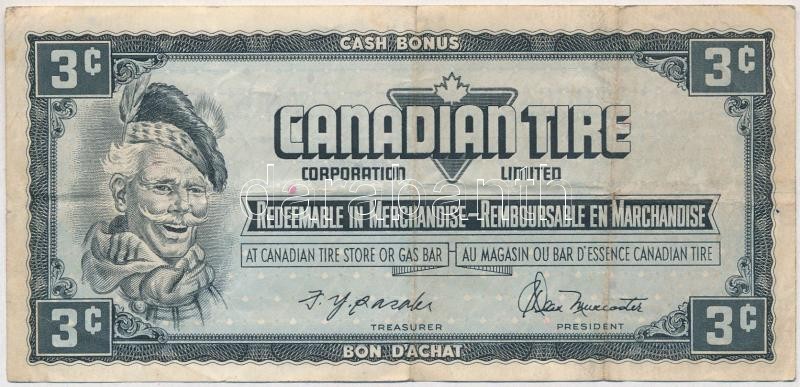 CASH BONUS
3¢ 3¢
CANADIAN TIRE
CORPORATION LIMITED
REDEEMABLE IN MERCHANDISE - REMBOURSABLE EN MARCHANDISE
AT CANADIAN TIRE STORE OR GAS BAR AU MAGASIN OU BAR D'ESSENCE CANADIAN TIRE
TREASURER PRESIDENT
3¢ 3¢
BON D'ACHAT